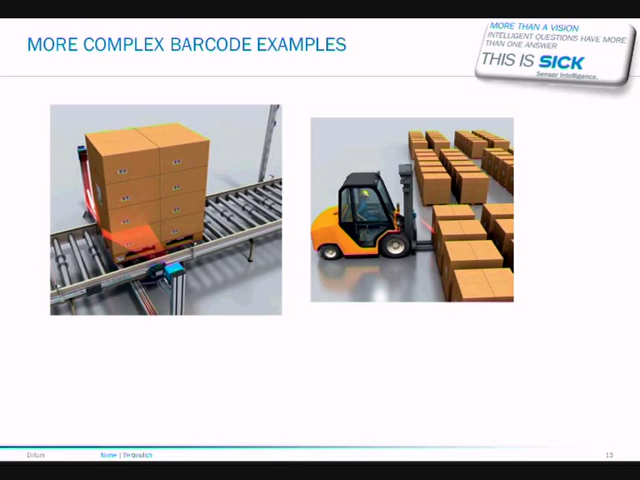 MORE COMPLEX BARCODE EXAMPLES
MORE THAN A VISION
INTELLIGENT QUESTIONS HAVE MORE
THAN ONE ANSWER
THIS IS SICK
Sensor Intelligence.
Datum
Name | Vertraulich
13